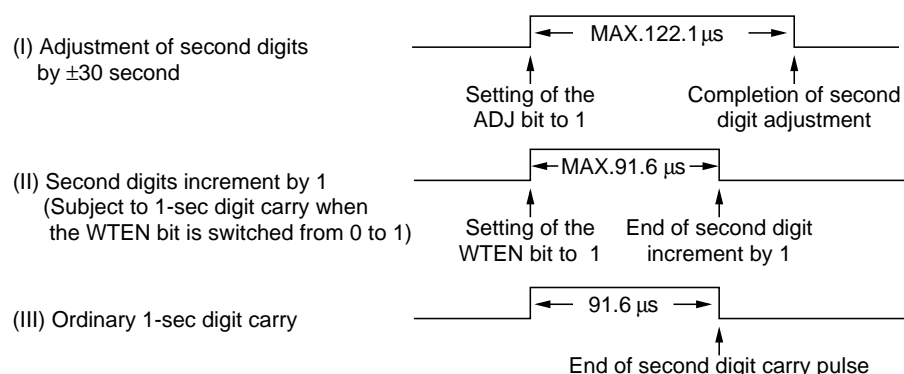 (I) Adjustment of second digits
by ±30 second
MAX.122.1 µs
Setting of the
ADJ bit to 1
Completion of second
digit adjustment
(II) Second digits increment by 1
(Subject to 1-sec digit carry when
the WTEN bit is switched from 0 to 1)
MAX.91.6 µs
Setting of the
WTEN bit to 1
End of second digit
increment by 1
(III) Ordinary 1-sec digit carry
91.6 µs
End of second digit carry pulse